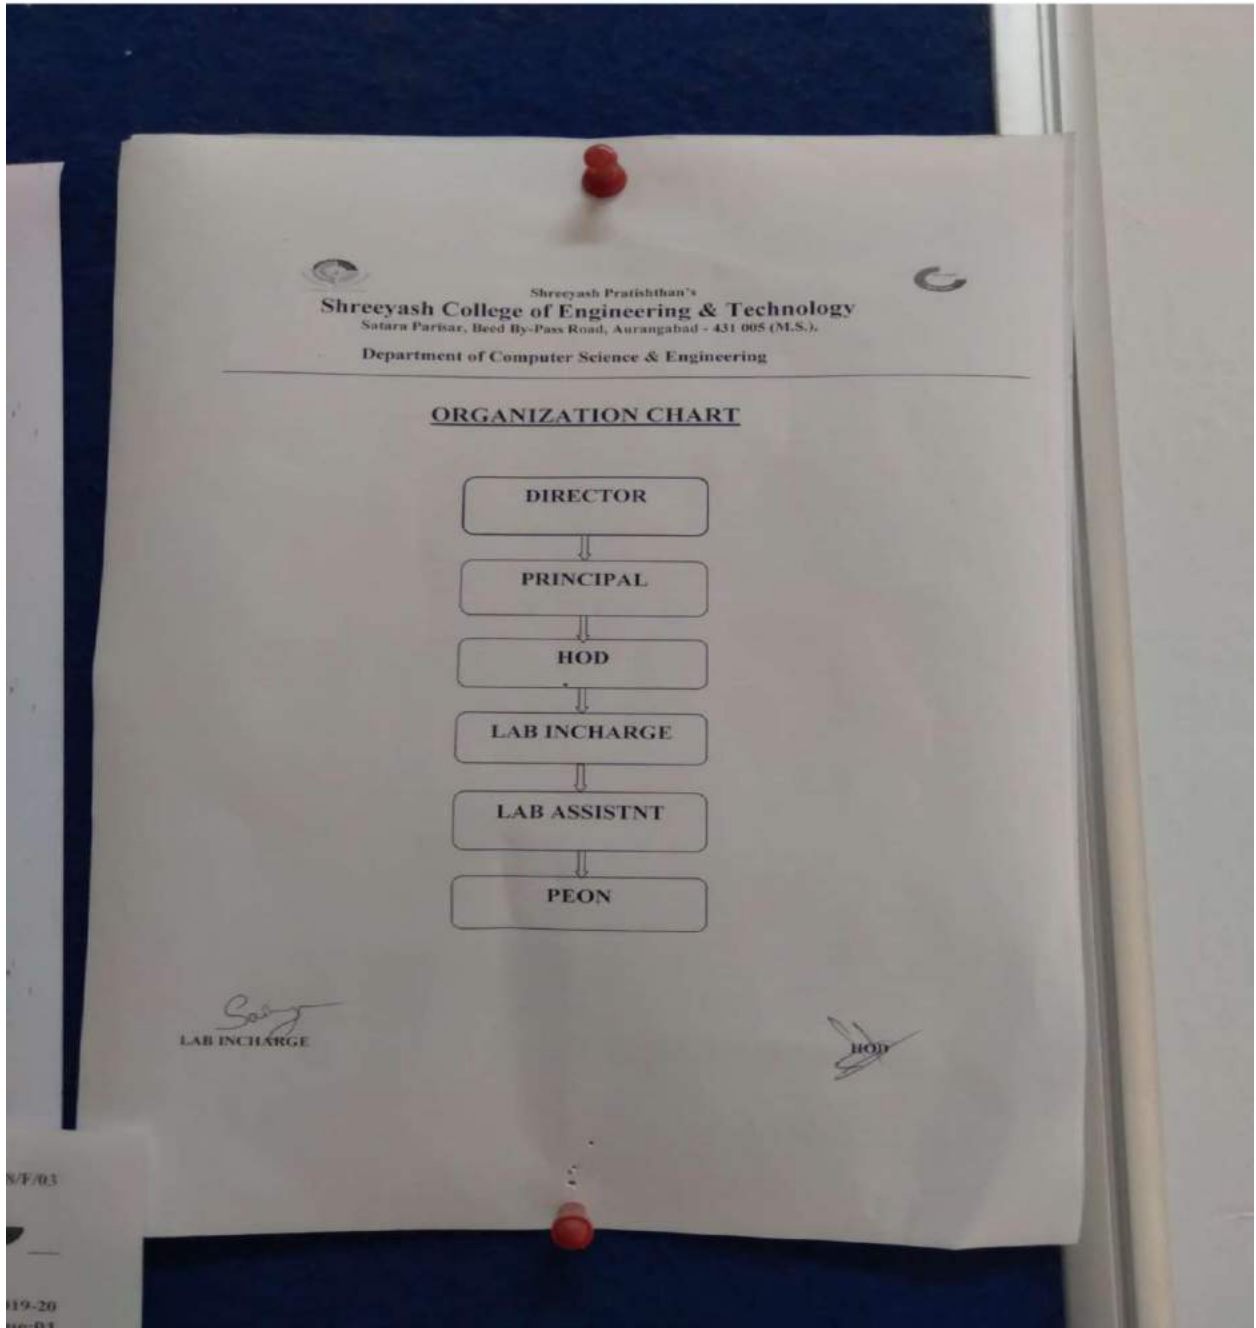 Shreeyash Pratishthan's
Shreeyash College of Engineering & Technology
Satara Parisar, Beed By-Pass Road, Aurangabad - 431 005 (M.S.).
Department of Computer Science & Engineering
ORGANIZATION CHART
DIRECTOR
PRINCIPAL
HOD
LAB INCHARGE
LAB ASSISTNT
PEON
LAB INCHARGE
HOD
/F/03
19-20